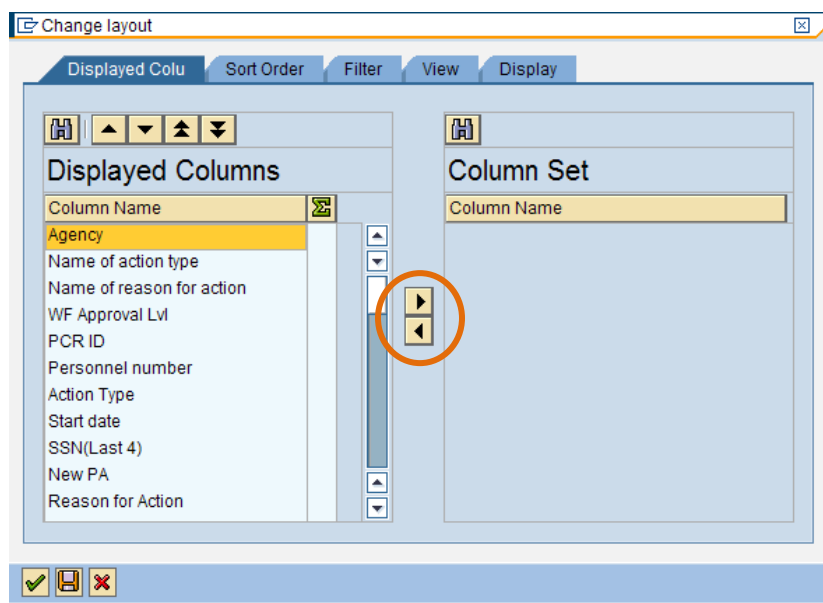 Change layout
Displayed Colu Sort Order Filter View Display
Displayed Columns
Column Name
Agency
Name of action type
Name of reason for action
WF Approval Lvl
PCR ID
Personnel number
Action Type
Start date
SSN(Last 4)
New PA
Reason for Action
Column Set
Column Name